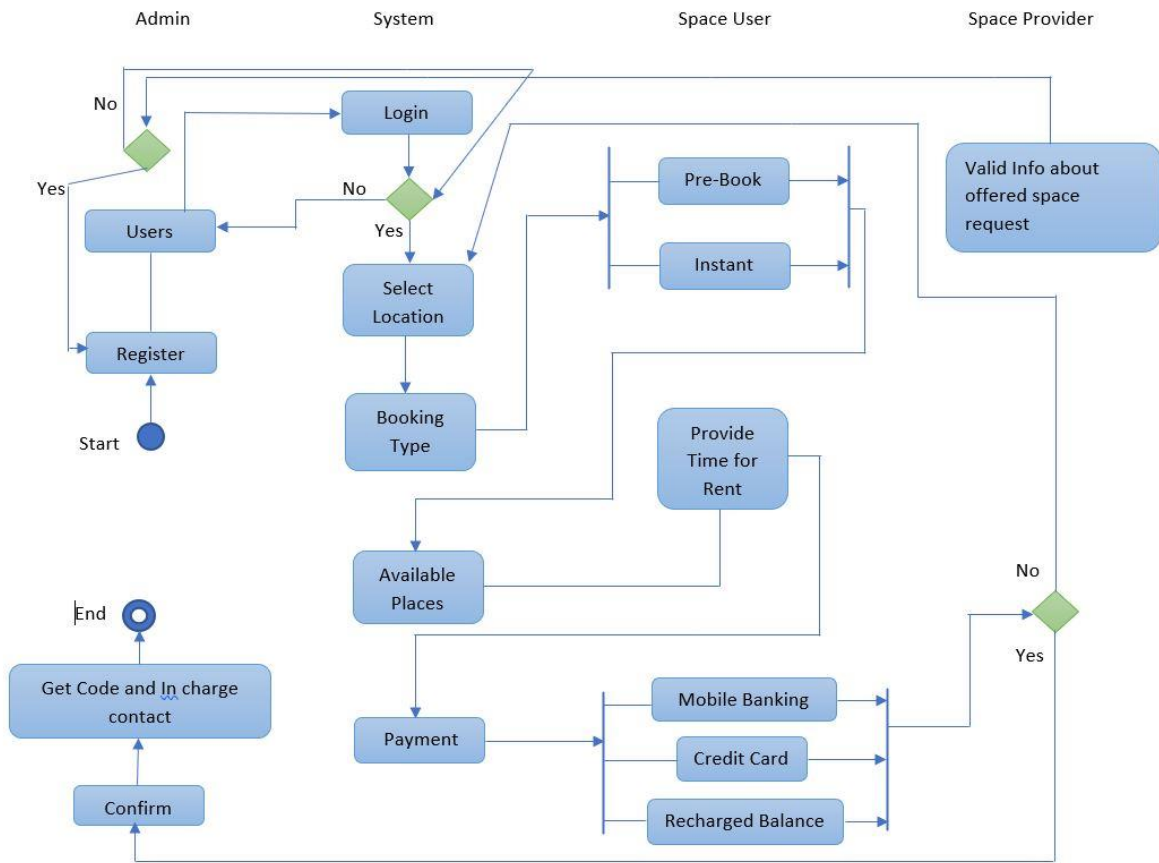 Admin
System
Space User
Space Provider
No
Login
Pre-Book
Valid Info about
offered space
request
Yes
No
Users
Yes
Instant
Select
Location
Register
Booking
Type
Provide
Time for
Rent
Start
Available
Places
No
End
Yes
Get Code and In charge
contact
Mobile Banking
Payment
Credit Card
Confirm
Recharged Balance